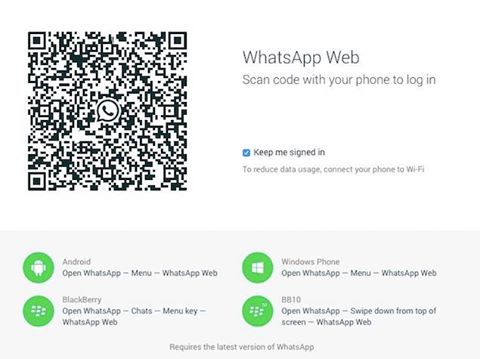 WhatsApp Web
Scan code with your phone to log in
Keep me signed in
To reduce data usage, connect your phone to Wi-Fi
Android
Open WhatsApp — Menu — WhatsApp Web
Windows Phone
Open WhatsApp — Menu — WhatsApp Web
BlackBerry
Open WhatsApp — Chats — Menu key —
WhatsApp Web
BB10
Open WhatsApp — Swipe down from top of
screen — WhatsApp Web
Requires the latest version of WhatsApp